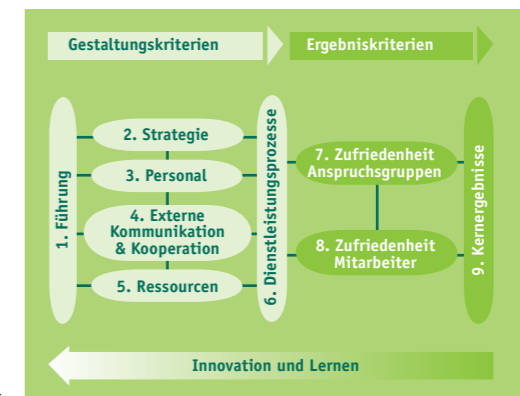 Gestaltungskriterien
Ergebniskriterien
1. Führung
2. Strategie
3. Personal
4. Externe
Kommunikation
& Kooperation
5. Ressourcen
6. Dienstleistungsprozesse
7. Zufriedenheit
Anspruchsgruppen
8. Zufriedenheit
Mitarbeiter
9. Kernergebnisse
Innovation und Lernen